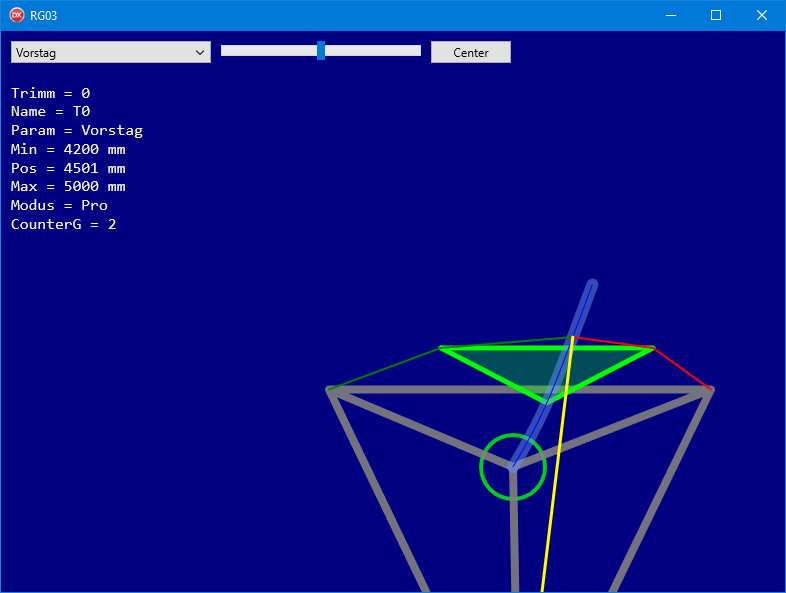 DX RG03
Vorstag Center
Trimm = 0
Name = T0
Param = Vorstag
Min = 4200 mm
Pos = 4501 mm
Max = 5000 mm
Modus = Pro
CounterG = 2